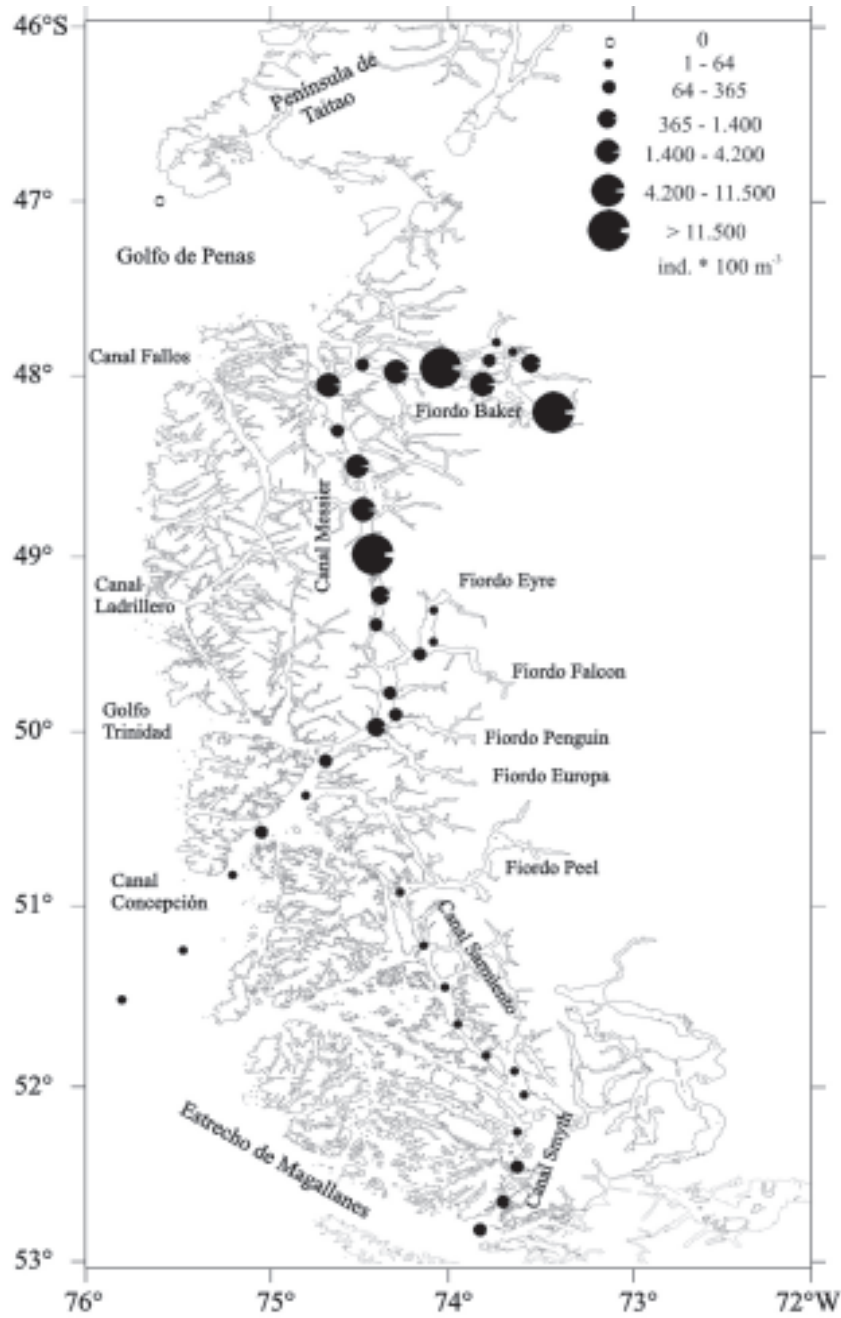 46°S
Península de
Taitao
0
1 - 64
64 - 365
365 - 1.400
1.400 - 4.200
4.200 - 11.500
> 11.500
ind. * 100 m⁻³
47°
Golfo de Penas
Canal Fallos
48°
Fiordo Baker
Canal Messier
49°
Fiordo Eyre
Canal
Ladrillero
Fiordo Falcon
Golfo
Trinidad
50°
Fiordo Penguin
Fiordo Europa
Fiordo Peel
Canal
Concepción
51°
Canal Sarmiento
52°
Estrecho de Magallanes
Canal Smyth
53°
76°
75°
74°
73°
72°W